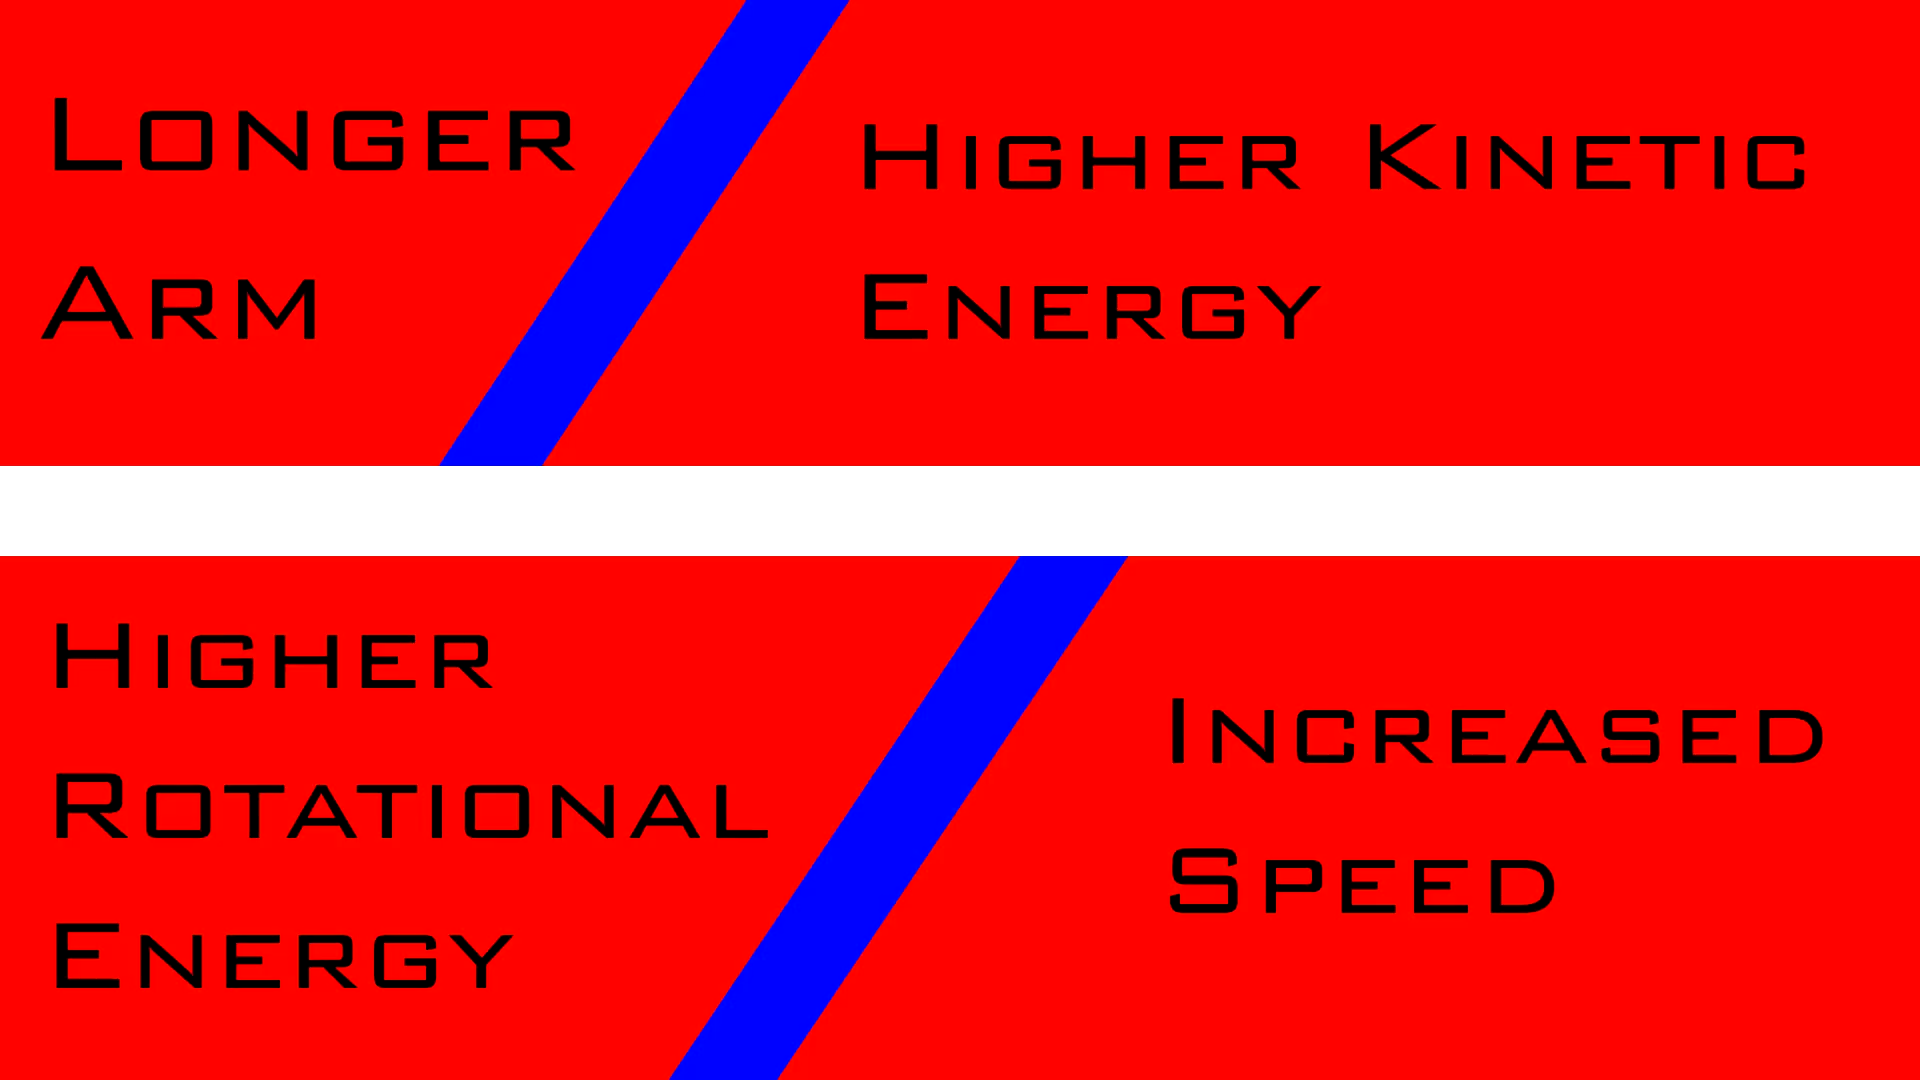 Longer
Arm
Higher Kinetic
Energy
Higher
Rotational
Energy
Increased
Speed